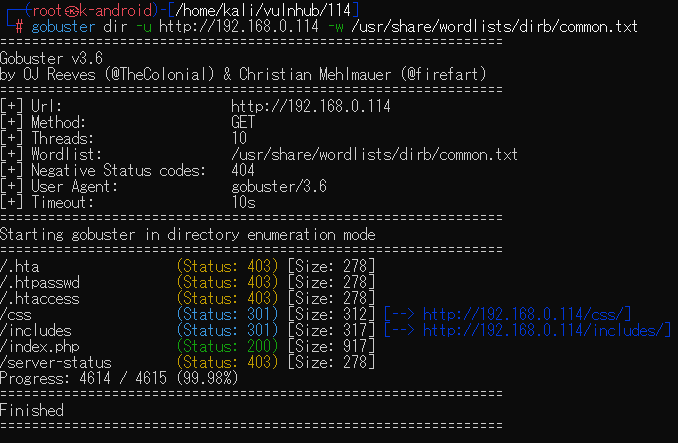 ┌──(root㉿k-android)-[/home/kali/vulnhub/114]
└─# gobuster dir -u http://192.168.0.114 -w /usr/share/wordlists/dirb/common.txt
===============================================================
Gobuster v3.6
by OJ Reeves (@TheColonial) & Christian Mehlmauer (@firefart)
===============================================================
[+] Url:                     http://192.168.0.114
[+] Method:                  GET
[+] Threads:                 10
[+] Wordlist:                /usr/share/wordlists/dirb/common.txt
[+] Negative Status codes:   404
[+] User Agent:              gobuster/3.6
[+] Timeout:                 10s
===============================================================
Starting gobuster in directory enumeration mode
===============================================================
/.hta                 (Status: 403) [Size: 278]
/.htpasswd            (Status: 403) [Size: 278]
/.htaccess            (Status: 403) [Size: 278]
/css                  (Status: 301) [Size: 312] [--> http://192.168.0.114/css/]
/includes             (Status: 301) [Size: 317] [--> http://192.168.0.114/includes/]
/index.php            (Status: 200) [Size: 917]
/server-status        (Status: 403) [Size: 278]
Progress: 4614 / 4615 (99.98%)
===============================================================
Finished
===============================================================